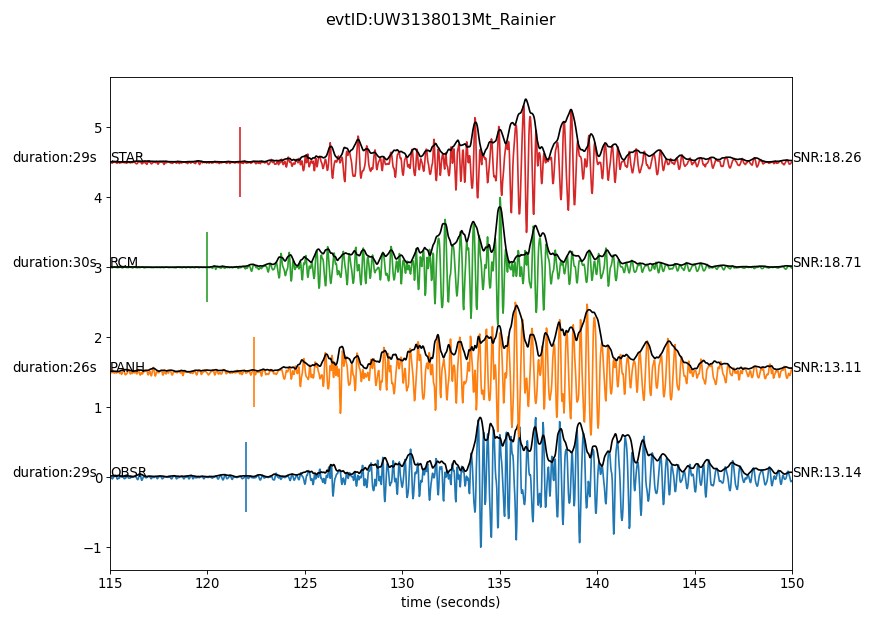 evtID:UW3138013Mt_Rainier
5
duration:29s STAR SNR:18.26
4
duration:30s 3 RCM SNR:18.71
2
duration:26s PANH SNR:13.11
1
duration:29s 0 OBSR SNR:13.14
−1
115 120 125 130 135 140 145 150
time (seconds)